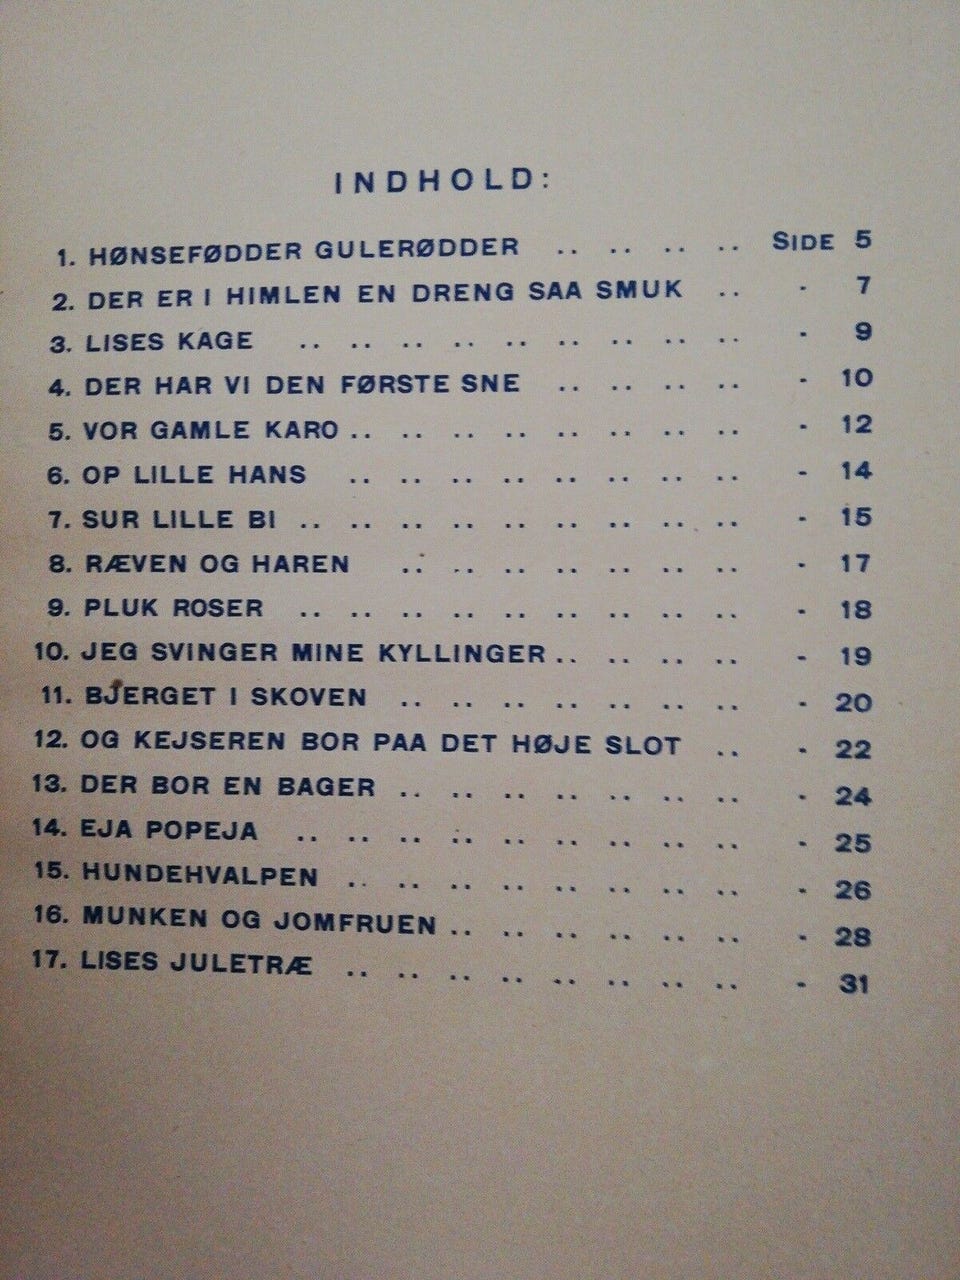 INDHOLD:
1. HØNSEFØDDER GULERØDDER .. .. .. .. SIDE 5
2. DER ER I HIMLEN EN DRENG SAA SMUK .. - 7
3. LISES KAGE .. .. .. .. .. .. .. .. .. - 9
4. DER HAR VI DEN FØRSTE SNE .. .. .. .. - 10
5. VOR GAMLE KARO .. .. .. .. .. .. .. .. - 12
6. OP LILLE HANS .. .. .. .. .. .. .. .. - 14
7. SUR LILLE BI .. .. .. .. .. .. .. .. .. - 15
8. RÆVEN OG HAREN .. .. .. .. .. .. .. - 17
9. PLUK ROSER .. .. .. .. .. .. .. .. .. - 18
10. JEG SVINGER MINE KYLLINGER .. .. .. .. - 19
11. BJERGET I SKOVEN .. .. .. .. .. .. .. - 20
12. OG KEJSEREN BOR PAA DET HØJE SLOT .. - 22
13. DER BOR EN BAGER .. .. .. .. .. .. .. - 24
14. EJA POPEJA .. .. .. .. .. .. .. .. .. - 25
15. HUNDEHVALPEN .. .. .. .. .. .. .. .. - 26
16. MUNKEN OG JOMFRUEN .. .. .. .. .. .. - 28
17. LISES JULETRÆ .. .. .. .. .. .. .. .. - 31